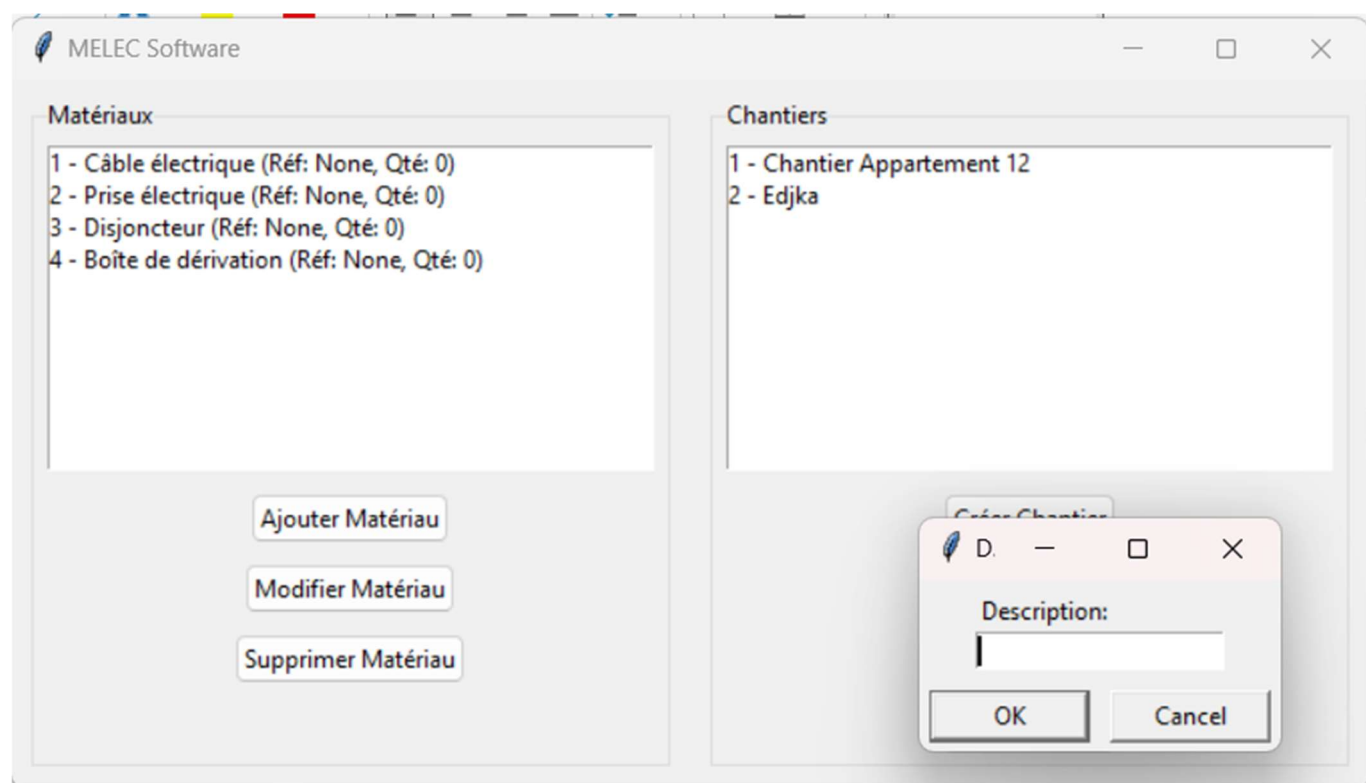 MELEC Software
Matériaux
1 - Câble électrique (Réf: None, Qté: 0)
2 - Prise électrique (Réf: None, Qté: 0)
3 - Disjoncteur (Réf: None, Qté: 0)
4 - Boîte de dérivation (Réf: None, Qté: 0)
Ajouter Matériau
Modifier Matériau
Supprimer Matériau
Chantiers
1 - Chantier Appartement 12
2 - Edjka
Créer Chantier
D.
Description:
OK
Cancel